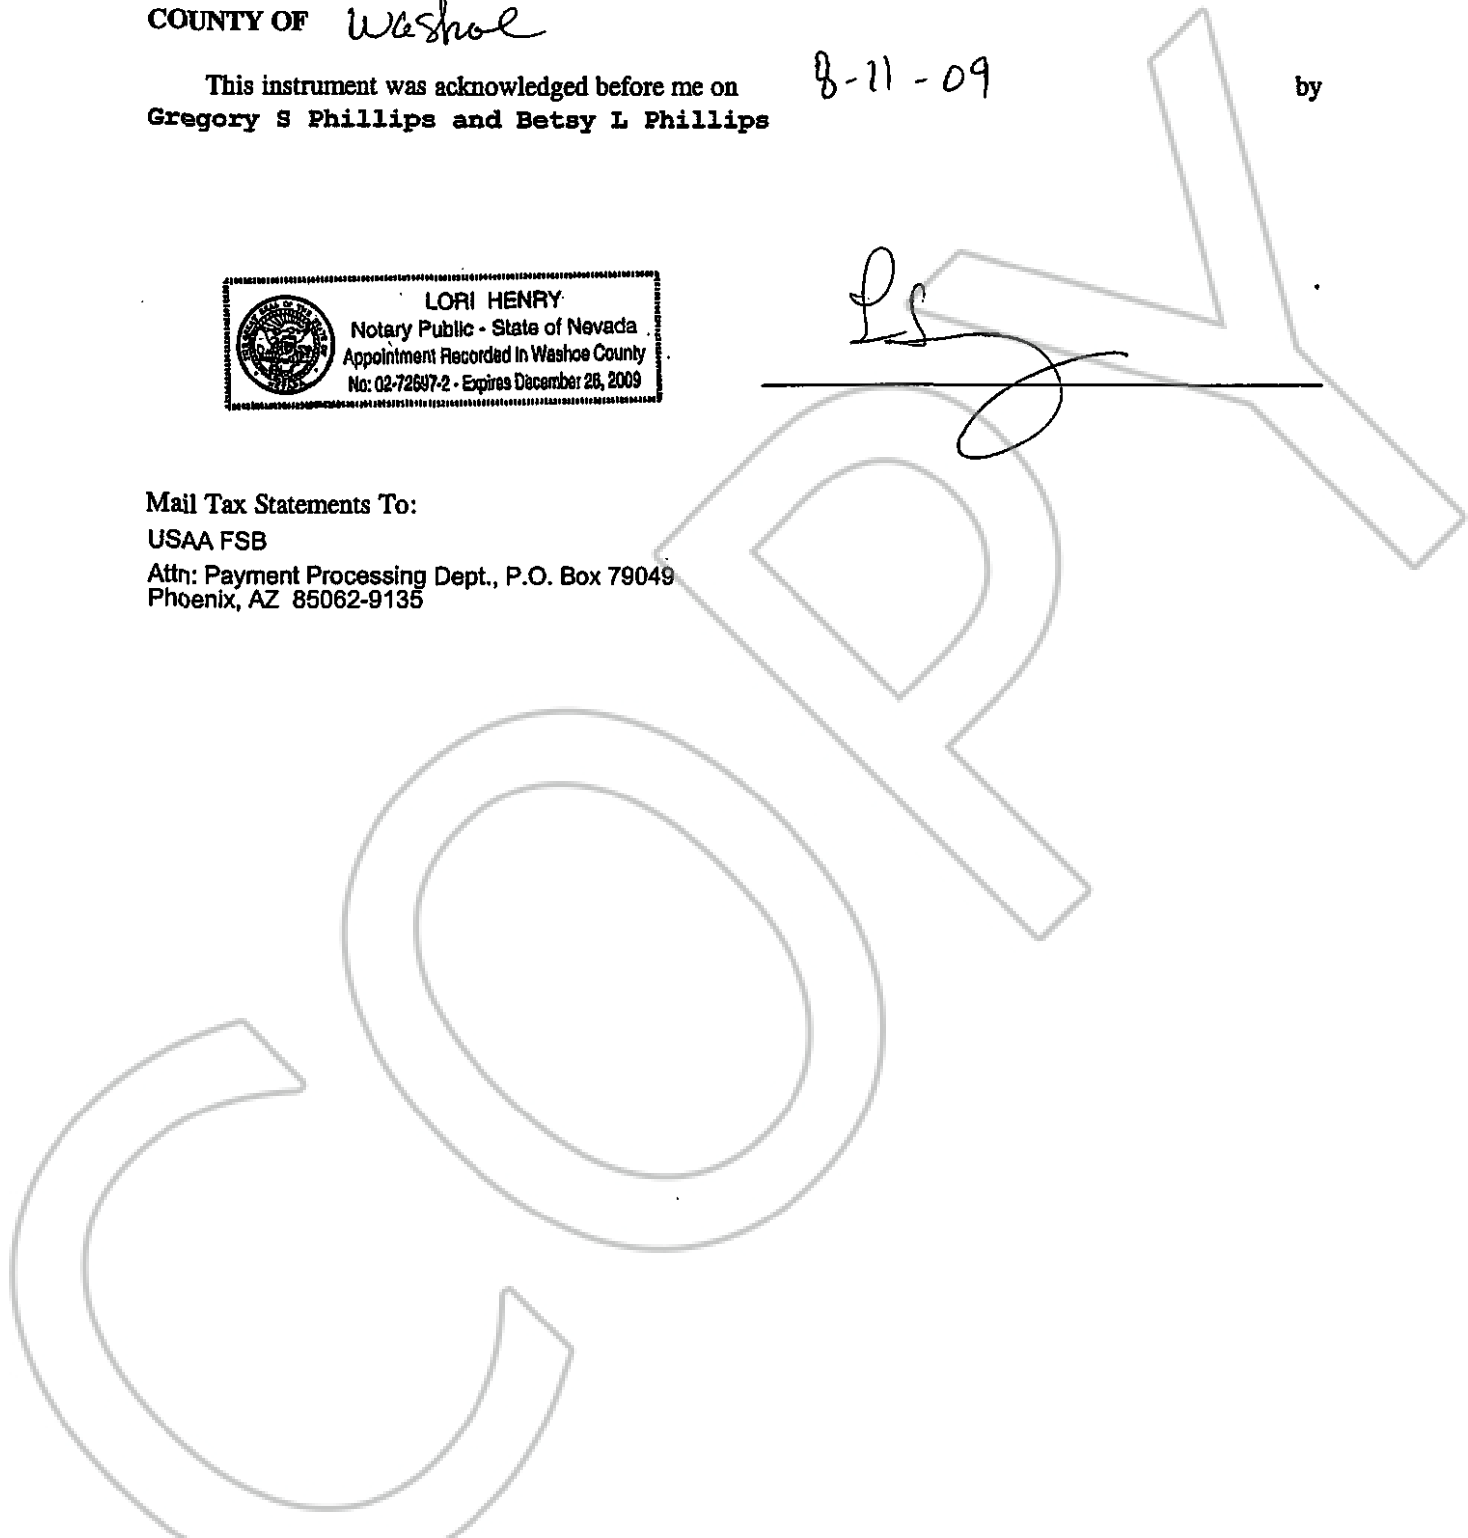 COUNTY OF Washoe
This instrument was acknowledged before me on 8-11-09 by
Gregory S Phillips and Betsy L Phillips
LORI HENRY
Notary Public - State of Nevada
Appointment Recorded in Washoe County
No: 02-72697-2 - Expires December 26, 2009
Mail Tax Statements To:
USAA FSB
Attn: Payment Processing Dept., P.O. Box 79049
Phoenix, AZ 85062-9135
COPY